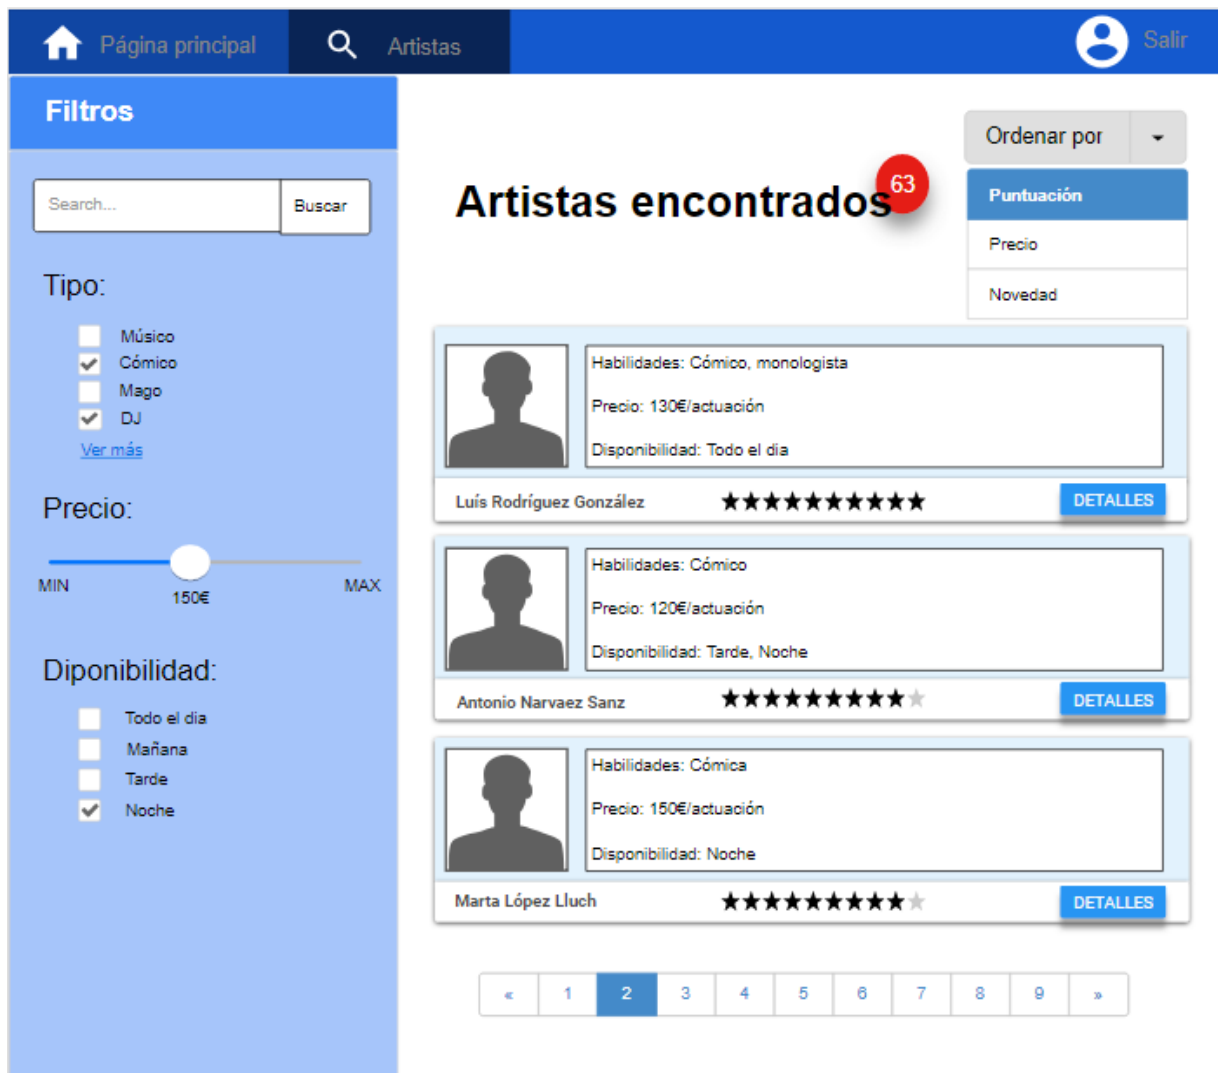 Página principal
Artistas
Salir
Filtros
Search...
Buscar
Tipo:
Músico
Cómico
Mago
DJ
Ver más
Precio:
MIN
150€
MAX
Diponibilidad:
Todo el dia
Mañana
Tarde
Noche
Artistas encontrados
63
Ordenar por
Puntuación
Precio
Novedad
Habilidades: Cómico, monologista
Precio: 130€/actuación
Disponibilidad: Todo el dia
Luís Rodríguez González
DETALLES
Habilidades: Cómico
Precio: 120€/actuación
Disponibilidad: Tarde, Noche
Antonio Narvaez Sanz
DETALLES
Habilidades: Cómica
Precio: 150€/actuación
Disponibilidad: Noche
Marta López Lluch
DETALLES
« 1 2 3 4 5 6 7 8 9 »